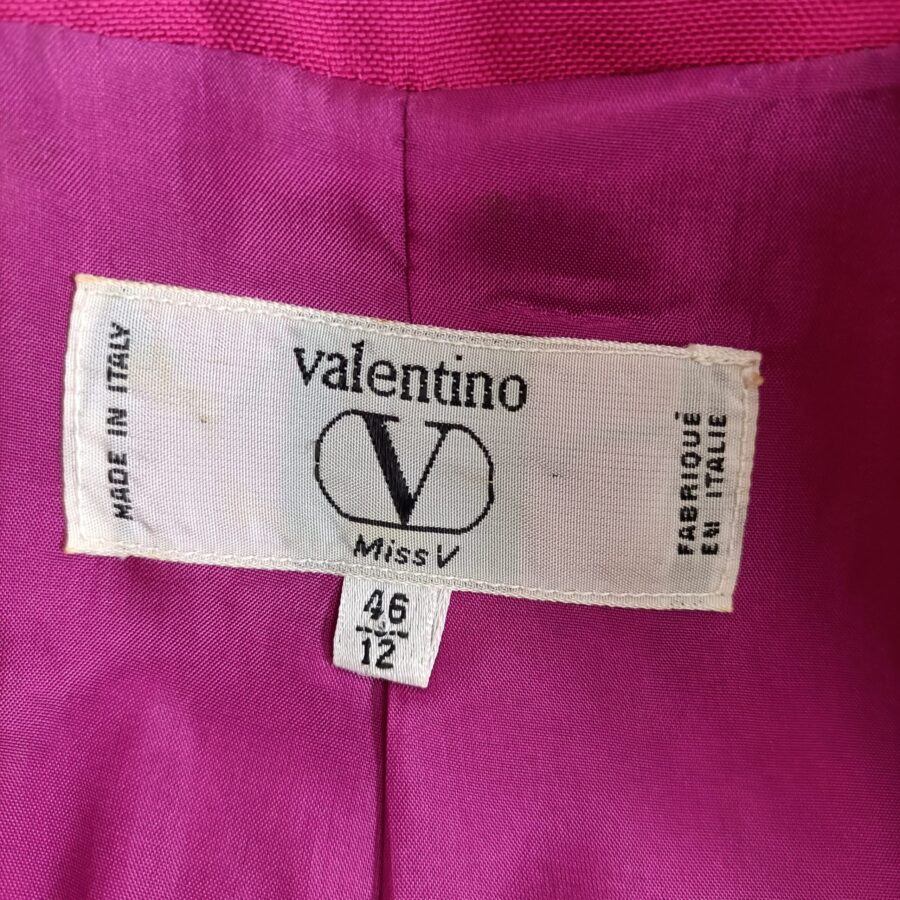 MADE IN ITALY
valentino
V
Miss V
FABRIQUÉ
EN ITALIE
46
12